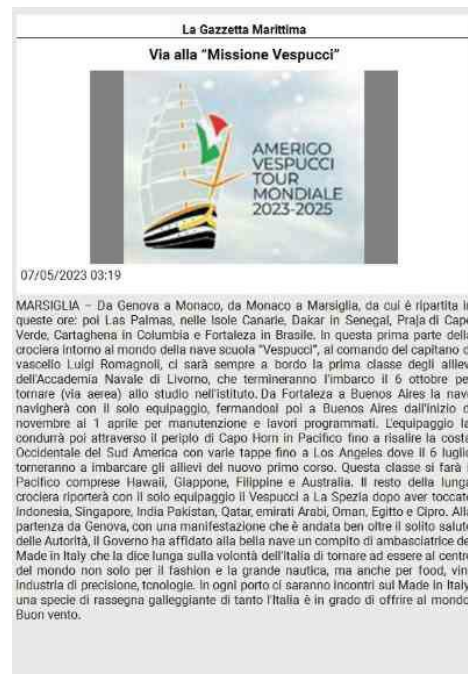 La Gazzetta Marittima
Via alla "Missione Vespucci"
AMERIGO
VESPUCCI
TOUR
MONDIALE
2023-2025
07/05/2023 03:19
MARSIGLIA – Da Genova a Monaco, da Monaco a Marsiglia, da cui è ripartita in
queste ore: poi Las Palmas, nelle Isole Canarie, Dakar in Senegal, Praja di Capo
Verde, Cartaghena in Columbia e Fortaleza in Brasile. In questa prima parte della
crociera intorno al mondo della nave scuola "Vespucci", al comando del capitano d
vascello Luigi Romagnoli, ci sarà sempre a bordo la prima classe degli alliev
dell'Accademia Navale di Livorno, che termineranno l'imbarco il 6 ottobre per
tornare (via aerea) allo studio nell'istituto. Da Fortaleza a Buenos Aires la nave
navigherà con il solo equipaggio, fermandosi poi a Buenos Aires dall'inizio d
novembre al 1 aprile per manutenzione e lavori programmati. L'equipaggio la
condurrà poi attraverso il periplo di Capo Horn in Pacifico fino a risalire la costa
Occidentale del Sud America con varie tappe fino a Los Angeles dove il 6 luglio
torneranno a imbarcare gli allievi del nuovo primo corso. Questa classe si farà i
Pacifico comprese Hawaii, Giappone, Filippine e Australia. Il resto della lunga
crociera riporterà con il solo equipaggio il Vespucci a La Spezia dopo aver toccato
Indonesia, Singapore, India Pakistan, Qatar, emirati Arabi, Oman, Egitto e Cipro. Alla
partenza da Genova, con una manifestazione che è andata ben oltre il solito saluto
delle Autorità, il Governo ha affidato alla bella nave un compito di ambasciatrice de
Made in Italy che la dice lunga sulla volontà dell'Italia di tornare ad essere al centro
del mondo non solo per il fashion e la grande nautica, ma anche per food, vini
industria di precisione, tcnologie. In ogni porto ci saranno incontri sul Made in Italy
una specie di rassegna galleggiante di tanto l'Italia è in grado di offrire al mondo
Buon vento.